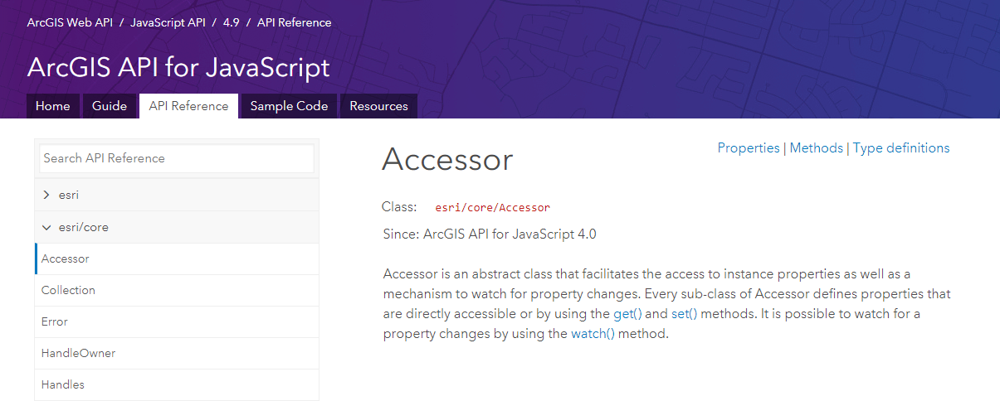 ArcGIS Web API / JavaScript API / 4.9 / API Reference
ArcGIS API for JavaScript
Home Guide API Reference Sample Code Resources
Search API Reference
esri
esri/core
Accessor
Collection
Error
HandleOwner
Handles
Accessor
Properties | Methods | Type definitions
Class: esri/core/Accessor
Since: ArcGIS API for JavaScript 4.0
Accessor is an abstract class that facilitates the access to instance properties as well as a
mechanism to watch for property changes. Every sub-class of Accessor defines properties that
are directly accessible or by using the get() and set() methods. It is possible to watch for a
property changes by using the watch() method.